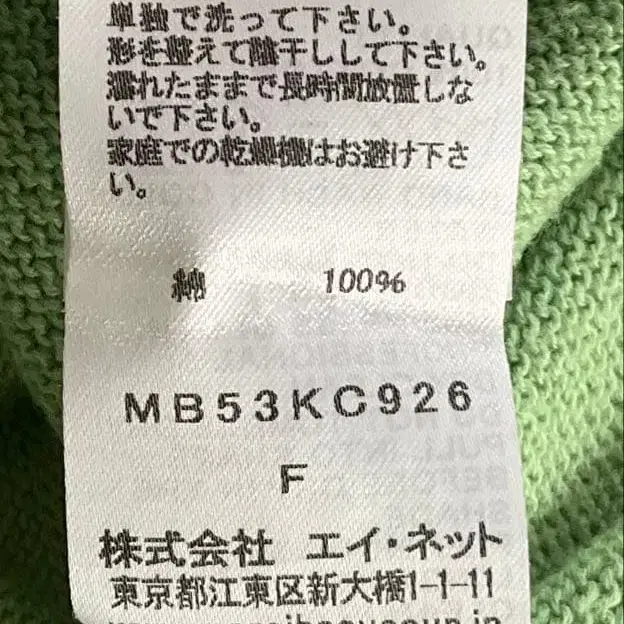 単独で洗って下さい。
形を整えて陰干しして下さい。
濡れたままで長時間放置しな
いで下さい。
家庭での乾燥機はお避け下さ
い。
綿 100%
MB53KC926
F
株式会社 エイ・ネット
東京都江東区新大橋1-1-11